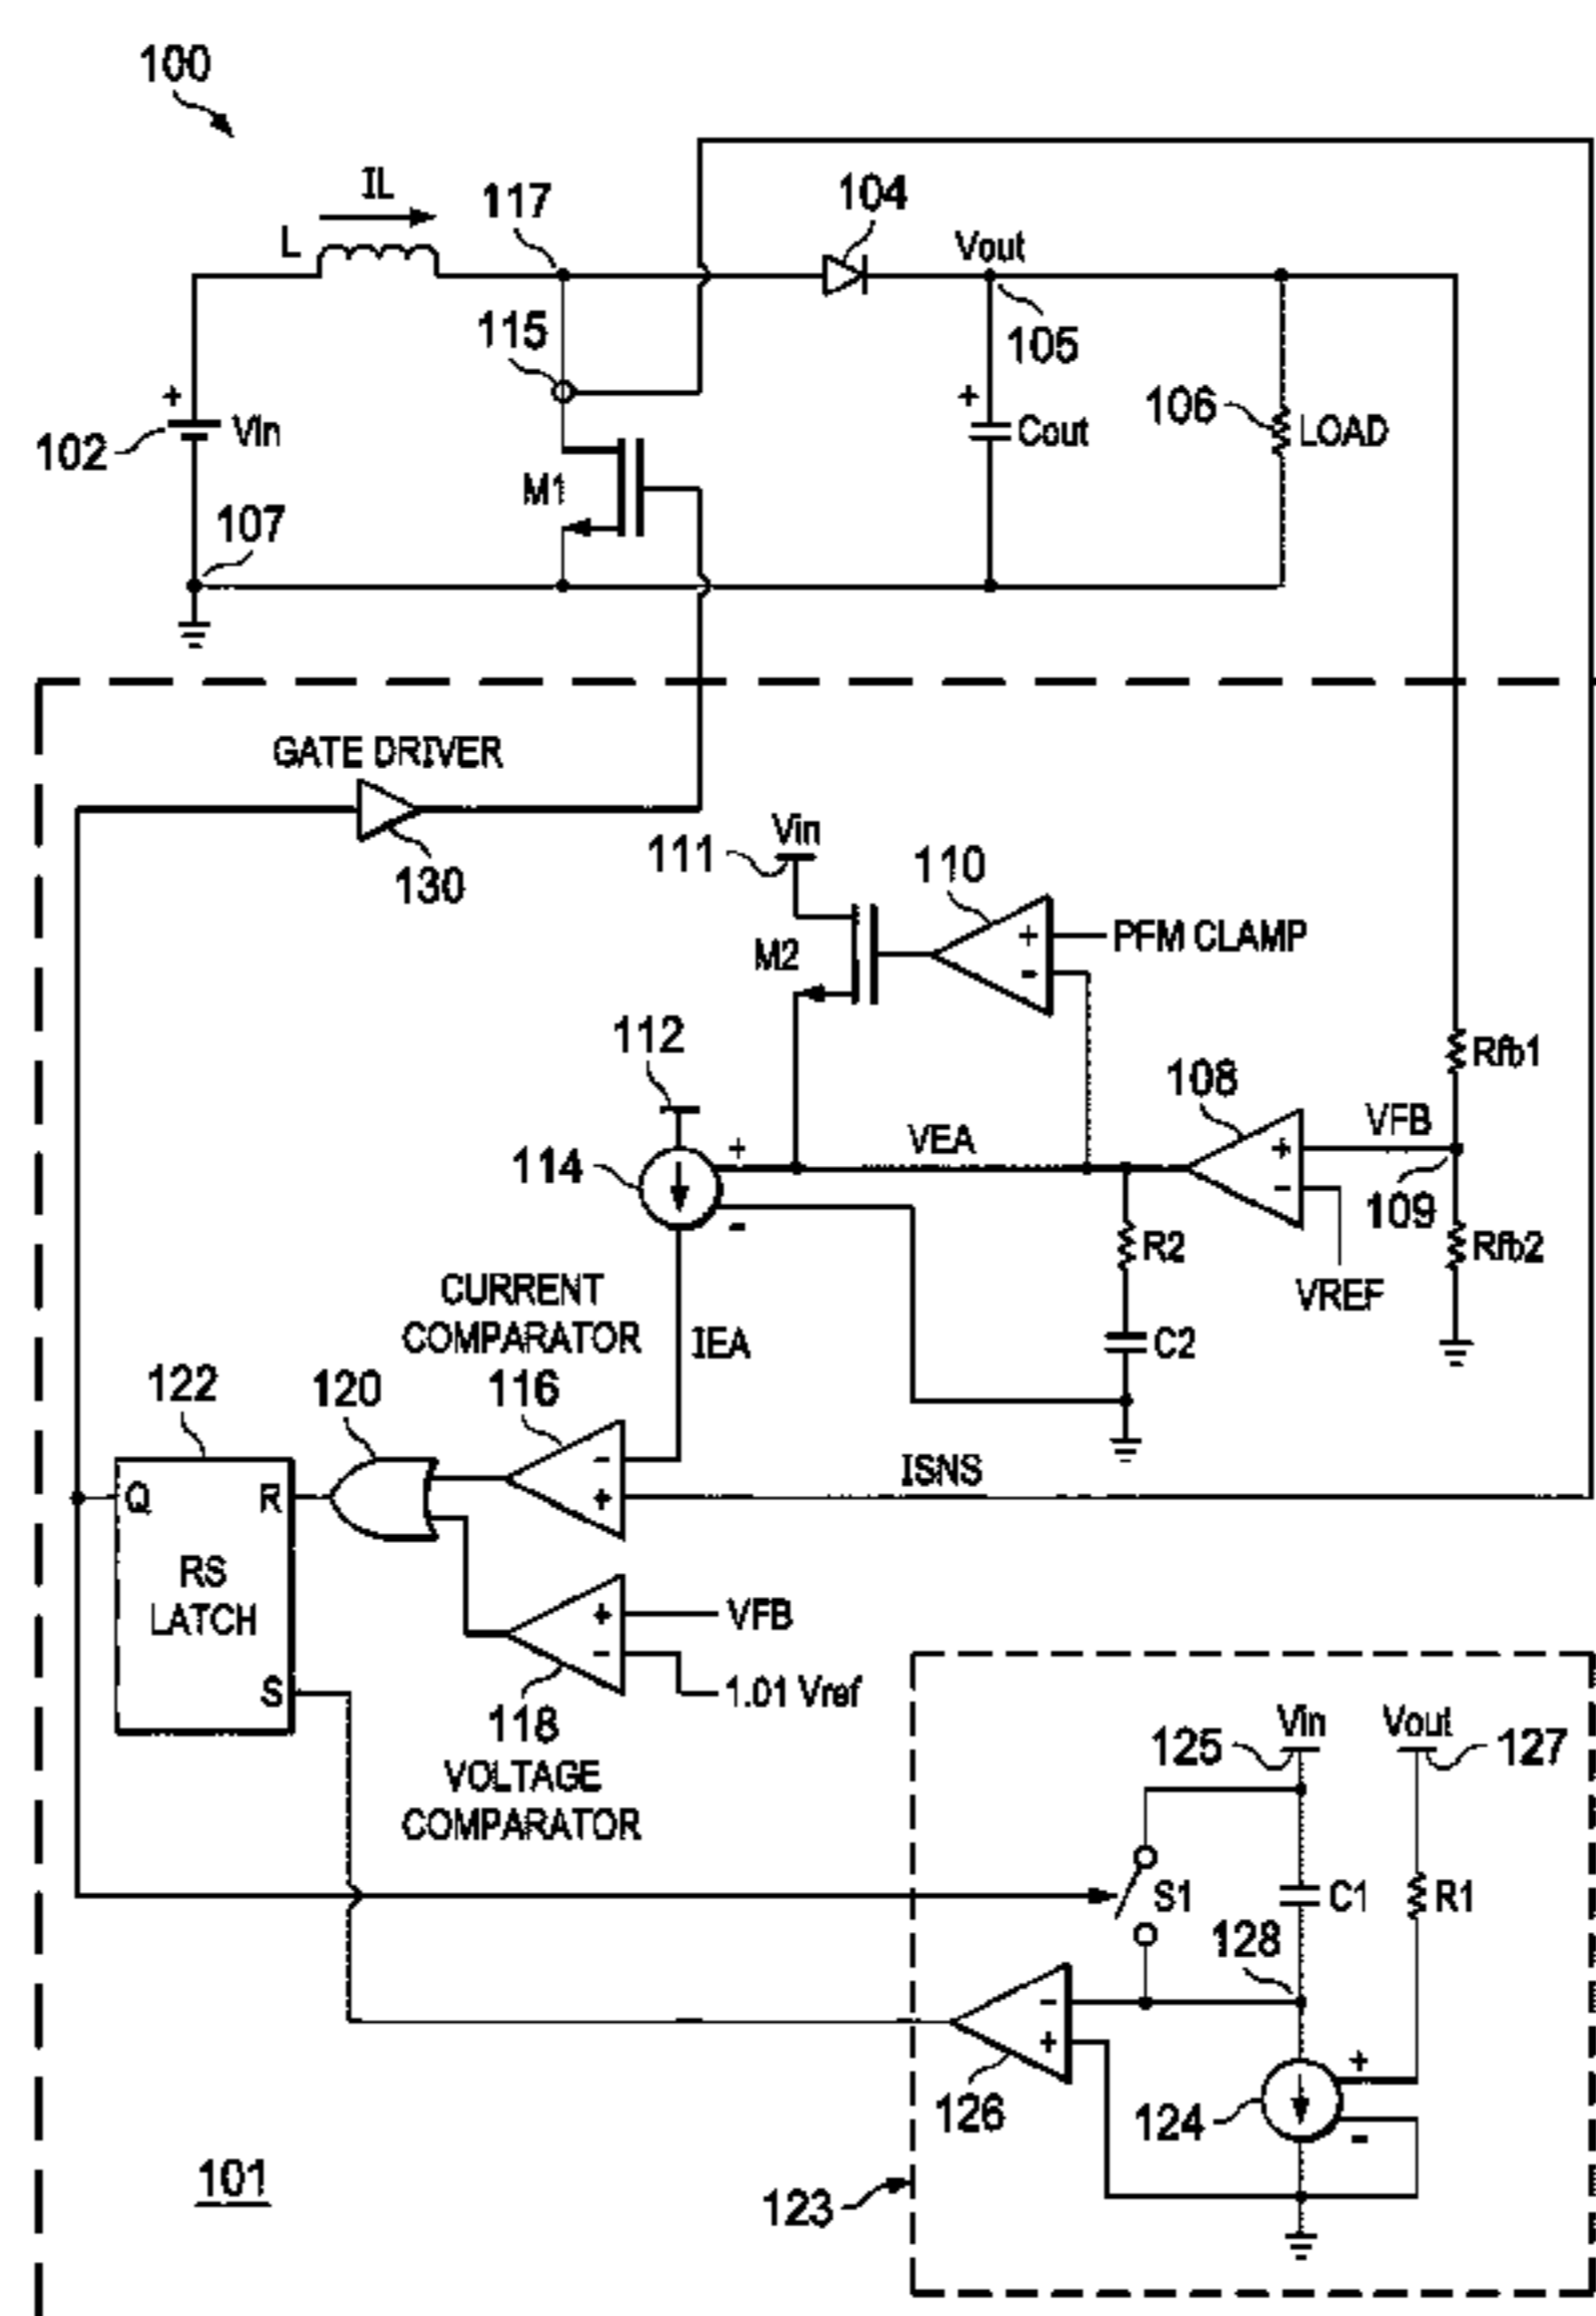 100
IL
L
117
104
Vout
105
115
106
LOAD
+
102
Vin
+
Cout
M1
107
GATE DRIVER
130
Vin
111
110
+
-
PFM CLAMP
M2
112
114
+
-
VEA
108
+
-
VFB
109
Rfb1
Rfb2
R2
VREF
C2
CURRENT
COMPARATOR
IEA
122
120
116
-
+
ISNS
Q
R
RS
LATCH
S
+
-
VFB
1.01 Vref
118
VOLTAGE
COMPARATOR
125
Vin
Vout
127
S1
C1
R1
128
-
+
126
124
+
-
123
101